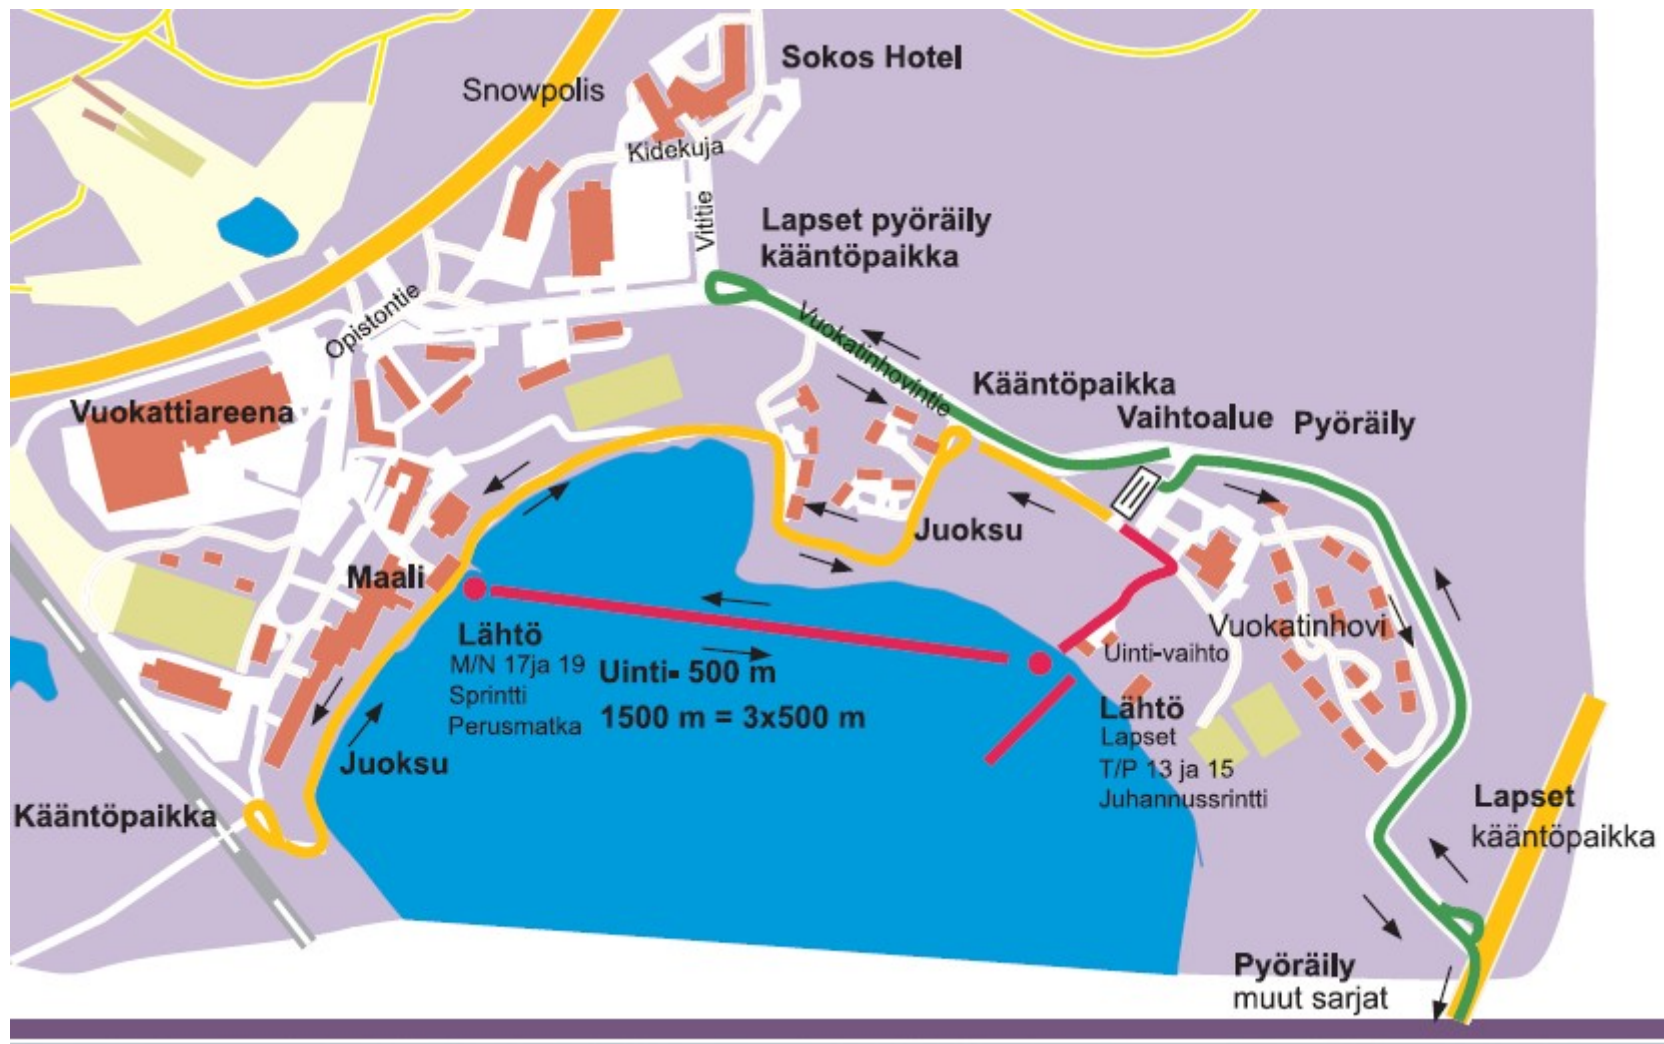 Sokos Hotel
Snowpolis
Kidekuja
Vititie
Lapset pyöräily
kääntöpaikka
Opistontie
Vuokatinhovintie
Kääntöpaikka
Vaihtoalue
Pyöräily
Vuokattiareena
Juoksu
Maali
Lähtö
M/N 17ja 19
Sprintti
Perusmatka
Uinti- 500 m
1500 m = 3x500 m
Vuokatinhovi
Uinti-vaihto
Lähtö
Lapset
T/P 13 ja 15
Juhannussrintti
Juoksu
Kääntöpaikka
Lapset
kääntöpaikka
Pyöräily
muut sarjat